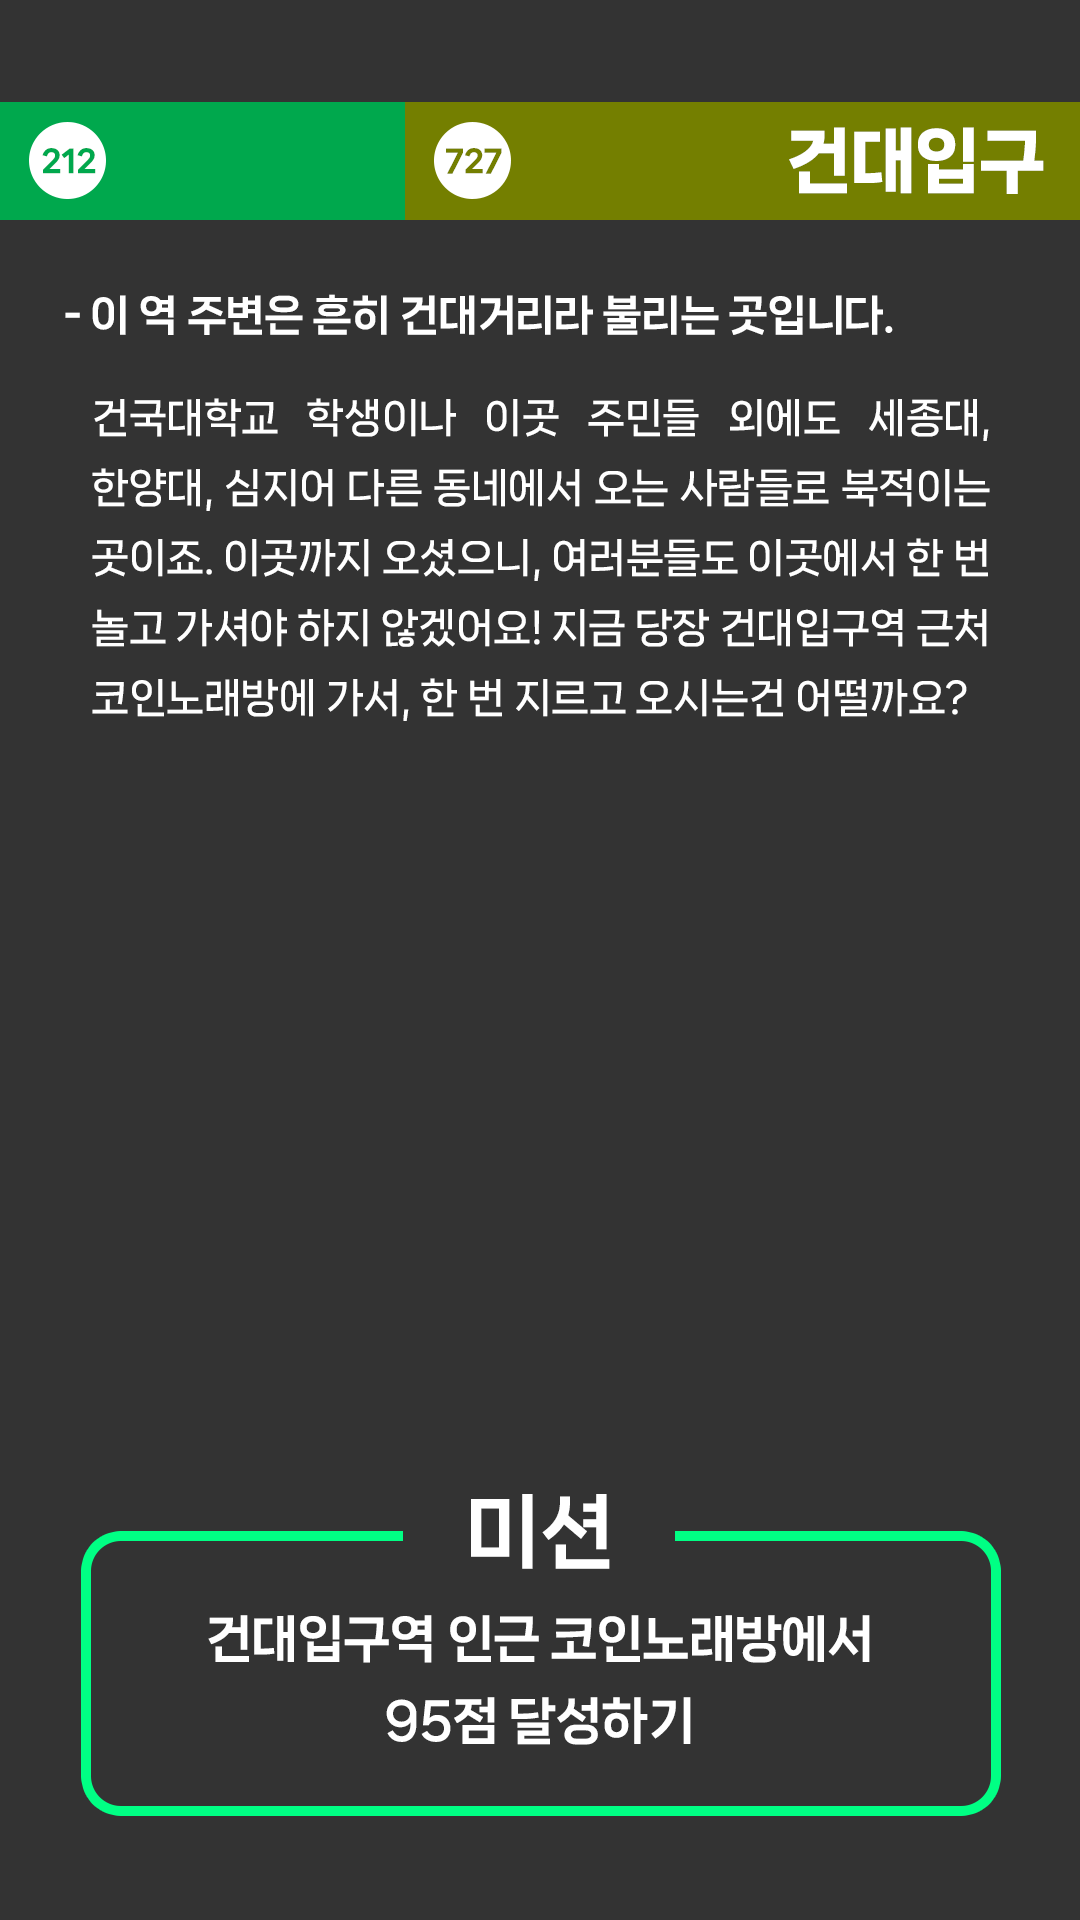 212
727
건대입구
- 이 역 주변은 흔히 건대거리라 불리는 곳입니다.
건국대학교 학생이나 이곳 주민들 외에도 세종대,
한양대, 심지어 다른 동네에서 오는 사람들로 북적이는
곳이죠. 이곳까지 오셨으니, 여러분들도 이곳에서 한 번
놀고 가셔야 하지 않겠어요! 지금 당장 건대입구역 근처
코인노래방에 가서, 한 번 지르고 오시는건 어떨까요?
미션
건대입구역 인근 코인노래방에서
95점 달성하기